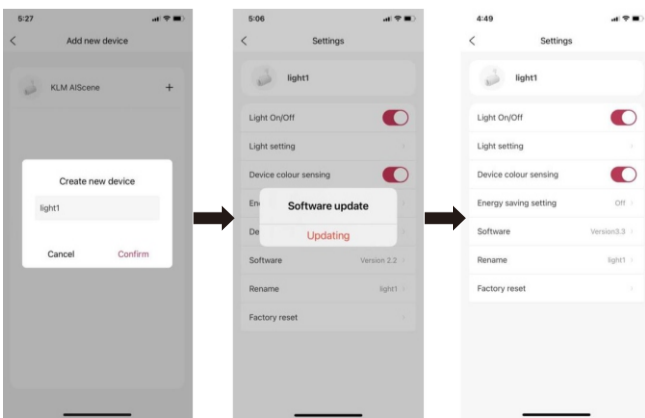 5:27
Add new device
KLM AIScene
Create new device
light1
Cancel Confirm
5:06
Settings
light1
Light On/Off
Light setting
Device colour sensing
En
Software update
De
Updating
Software Version 2.2
Rename light1
Factory reset
4:49
Settings
light1
Light On/Off
Light setting
Device colour sensing
Energy saving setting Off
Software Version3.3
Rename light1
Factory reset